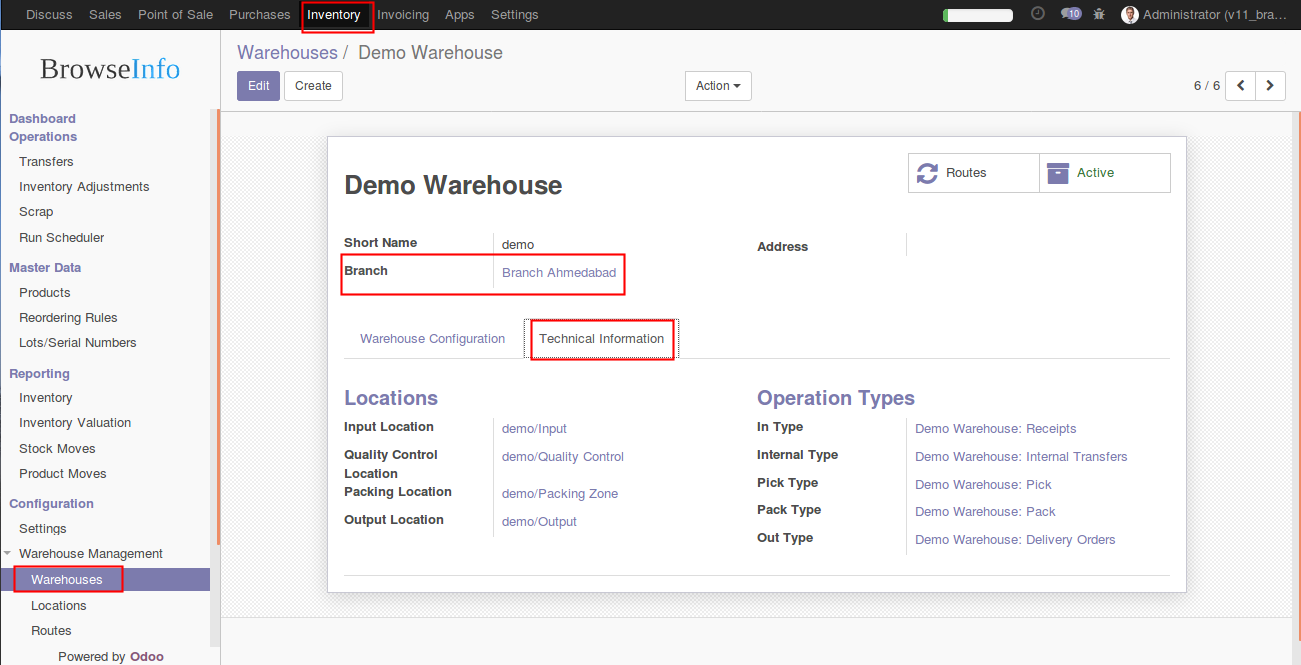 Discuss Sales Point of Sale Purchases Inventory Invoicing Apps Settings 10 Administrator (v11_bra...
BrowseInfo
Dashboard
Operations
Transfers
Inventory Adjustments
Scrap
Run Scheduler
Master Data
Products
Reordering Rules
Lots/Serial Numbers
Reporting
Inventory
Inventory Valuation
Stock Moves
Product Moves
Configuration
Settings
Warehouse Management
Warehouses
Locations
Routes
Powered by Odoo
Warehouses / Demo Warehouse
Edit Create Action 6 / 6
Routes Active
Demo Warehouse
Short Name demo
Branch Branch Ahmedabad
Address
Warehouse Configuration Technical Information
Locations
Input Location demo/Input
Quality Control demo/Quality Control
Location
Packing Location demo/Packing Zone
Output Location demo/Output
Operation Types
In Type Demo Warehouse: Receipts
Internal Type Demo Warehouse: Internal Transfers
Pick Type Demo Warehouse: Pick
Pack Type Demo Warehouse: Pack
Out Type Demo Warehouse: Delivery Orders